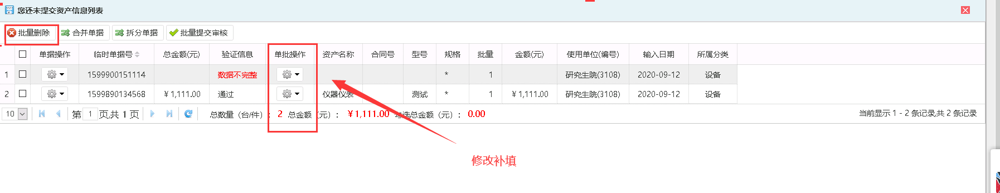 您还未提交资产信息列表
批量删除 合并单据 拆分单据 批量提交审核
单据操作 临时单据号 总金额(元) 验证信息 单批操作 资产名称 合同号 型号 规格 批量 金额(元) 使用单位(编号) 输入日期 所属分类
1 1599900151114 数据不完整 * 1 研究生院(3108) 2020-09-12 设备
2 1599890134568 ¥1,111.00 通过 仪器仪表 测试 * 1 ¥1,111.00 研究生院(3108) 2020-09-12 设备
10 第 1 页,共 1 页 总数量（台/件）: 2 总金额（元）: ¥1,111.00 勾选总金额（元）: 0.00 当前显示 1 - 2 条记录,共 2 条记录
修改补填